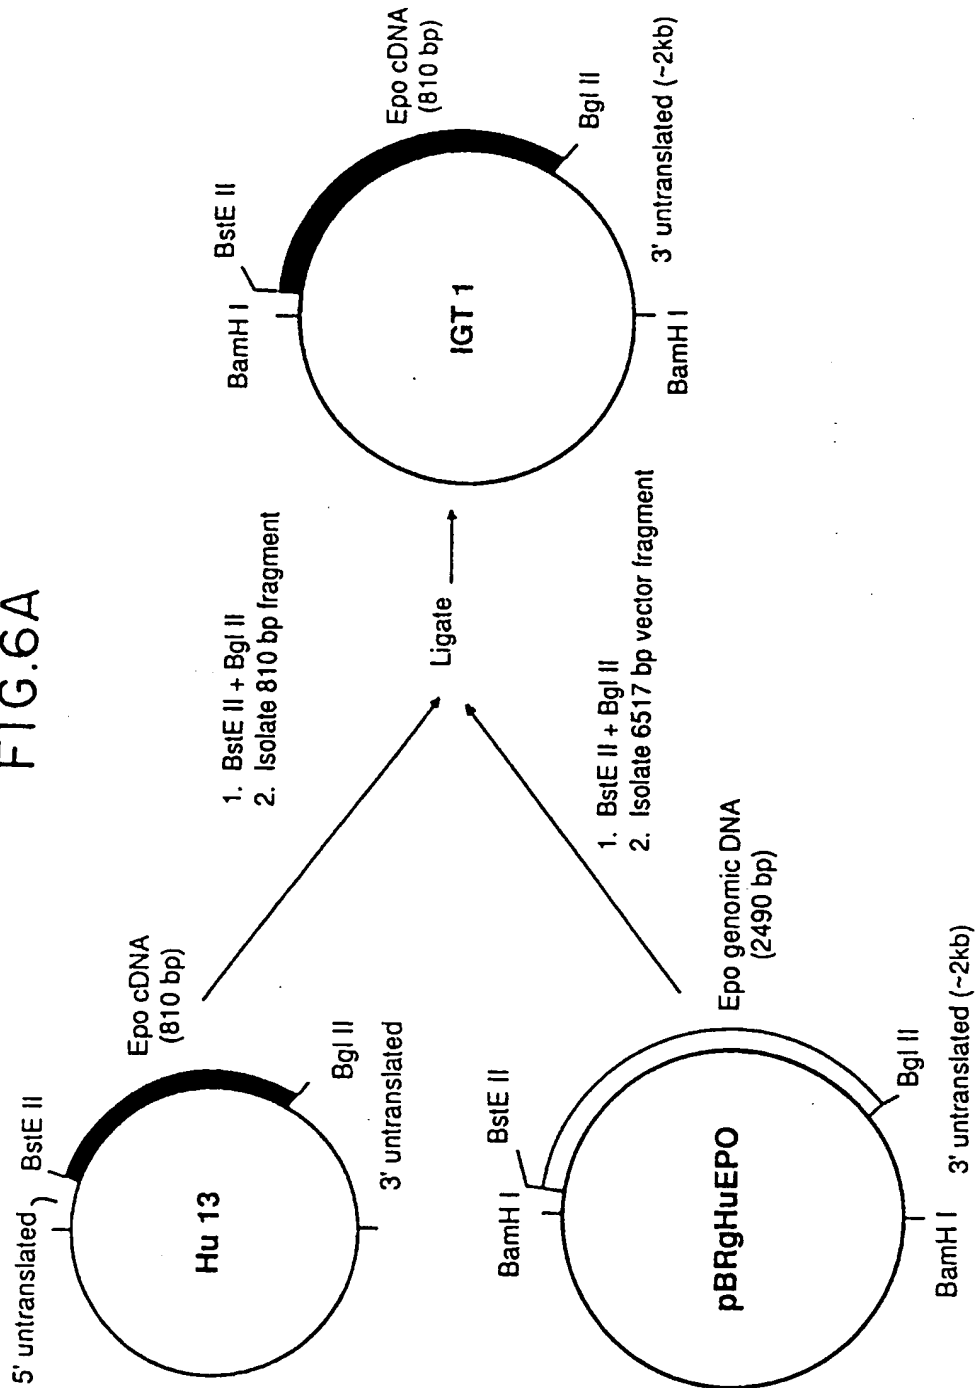 FIG.6A
5' untranslated
BstE II
Epo cDNA
(810 bp)
Hu 13
Bgl II
3' untranslated
1. BstE II + Bgl II
2. Isolate 810 bp fragment
BamH I
BstE II
pBRgHuEPO
Epo genomic DNA
(2490 bp)
Bgl II
BamH I
3' untranslated (~2kb)
1. BstE II + Bgl II
2. Isolate 6517 bp vector fragment
Ligate
BamH I
BstE II
Epo cDNA
(810 bp)
IGT 1
Bgl II
BamH I
3' untranslated (~2kb)